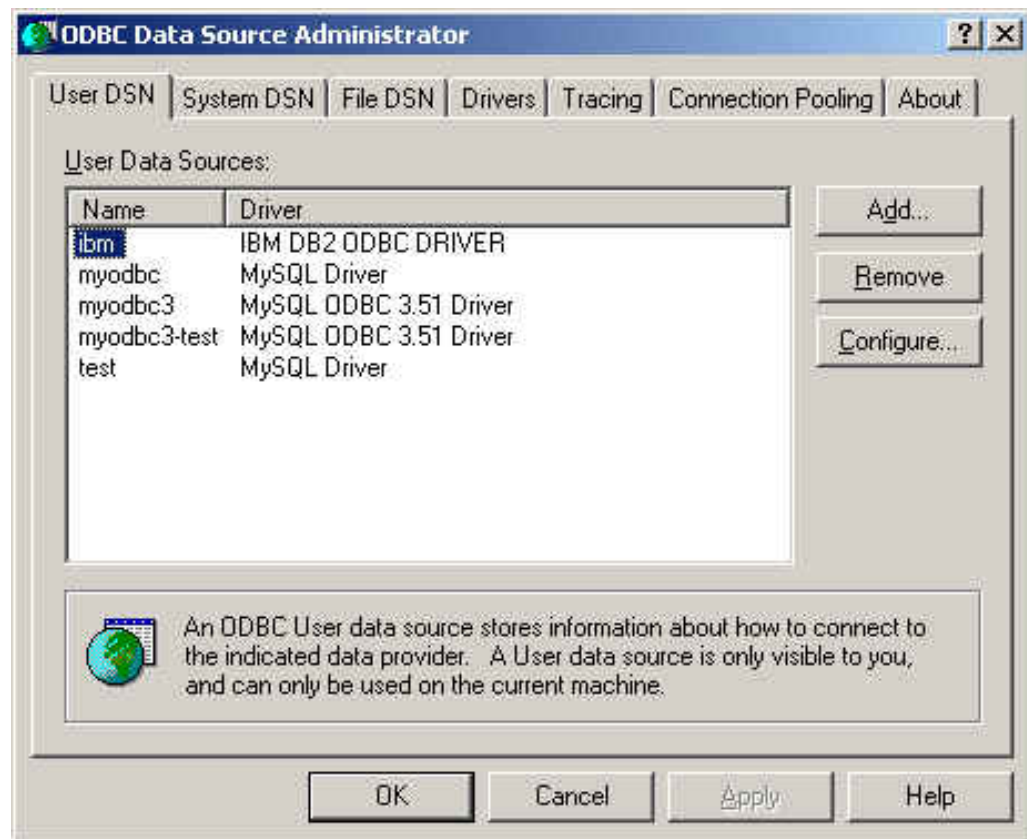 ODBC Data Source Administrator
User DSN System DSN File DSN Drivers Tracing Connection Pooling About
User Data Sources:
Name Driver
ibm IBM DB2 ODBC DRIVER
myodbc MySQL Driver
myodbc3 MySQL ODBC 3.51 Driver
myodbc3-test MySQL ODBC 3.51 Driver
test MySQL Driver
Add...
Remove
Configure...
An ODBC User data source stores information about how to connect to
the indicated data provider. A User data source is only visible to you,
and can only be used on the current machine.
OK Cancel Apply Help